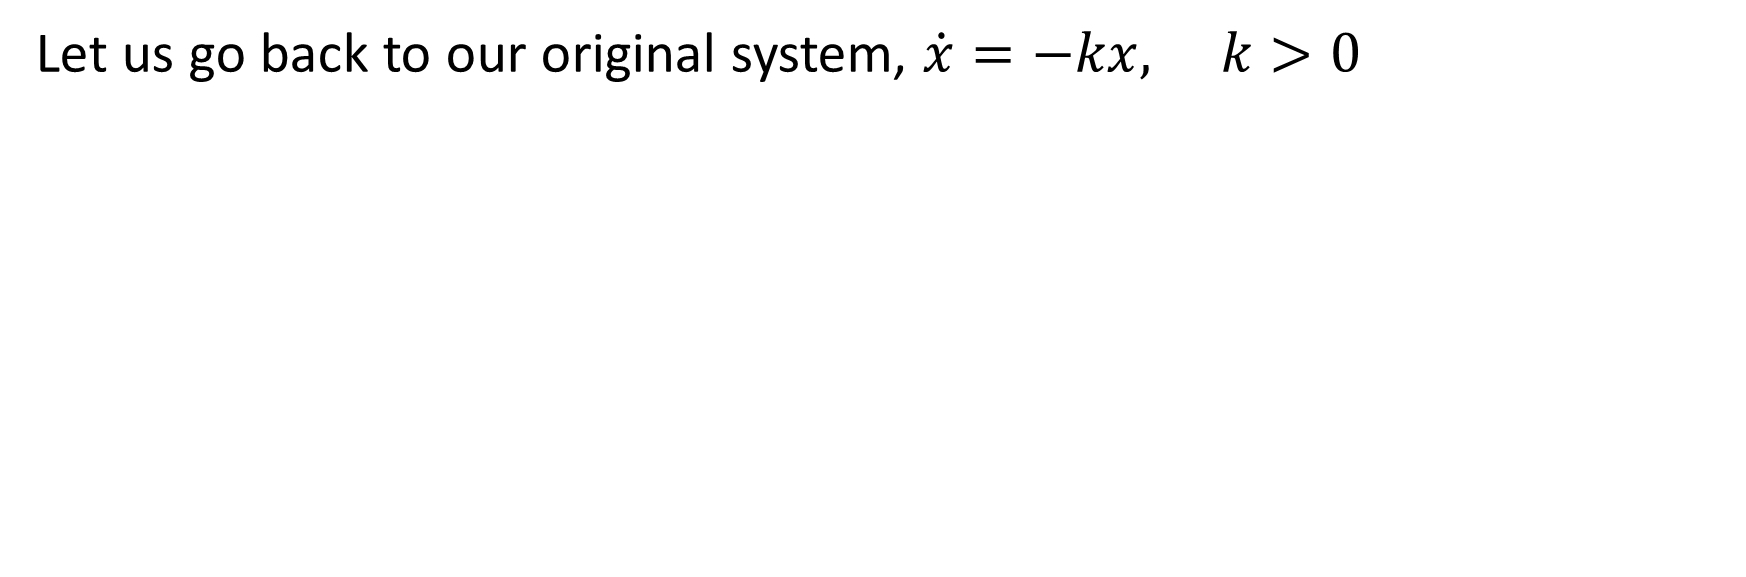 Let us go back to our original system, ẋ = −kx, k > 0